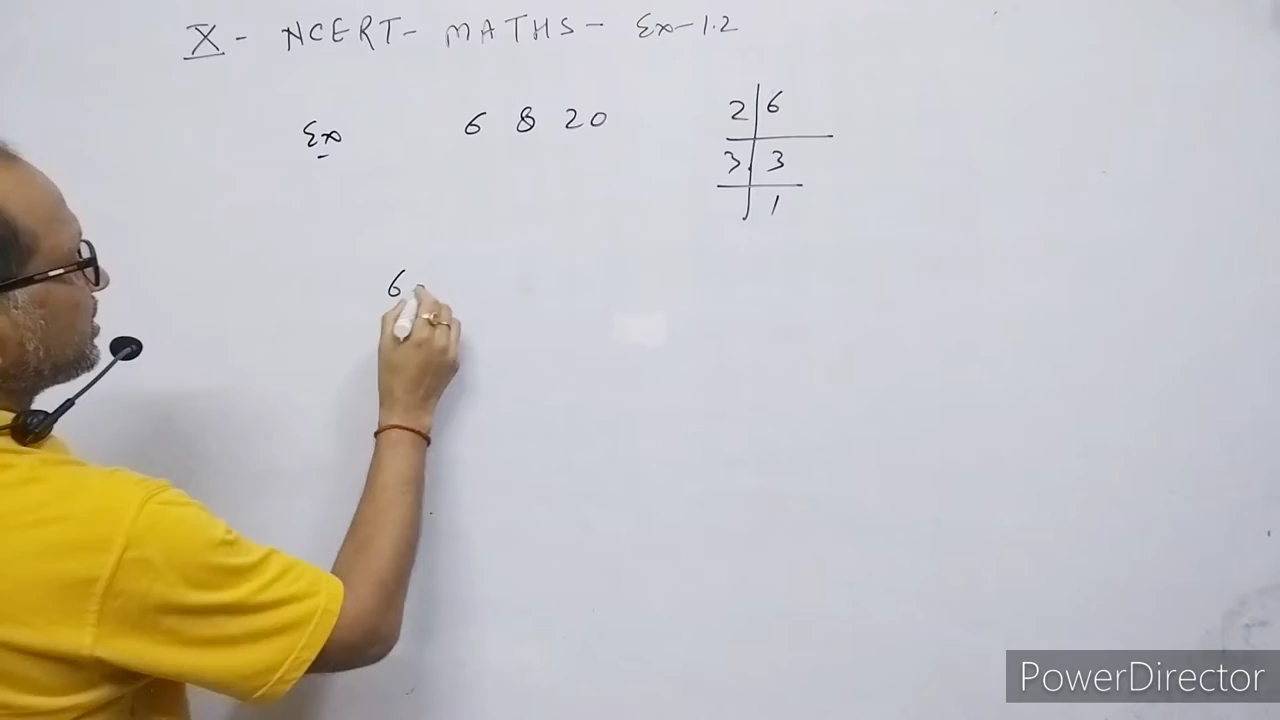 X - NCERT - MATHS - Ex-1.2
Ex 6 8 20
2 | 6
3 | 3
1
6
PowerDirector